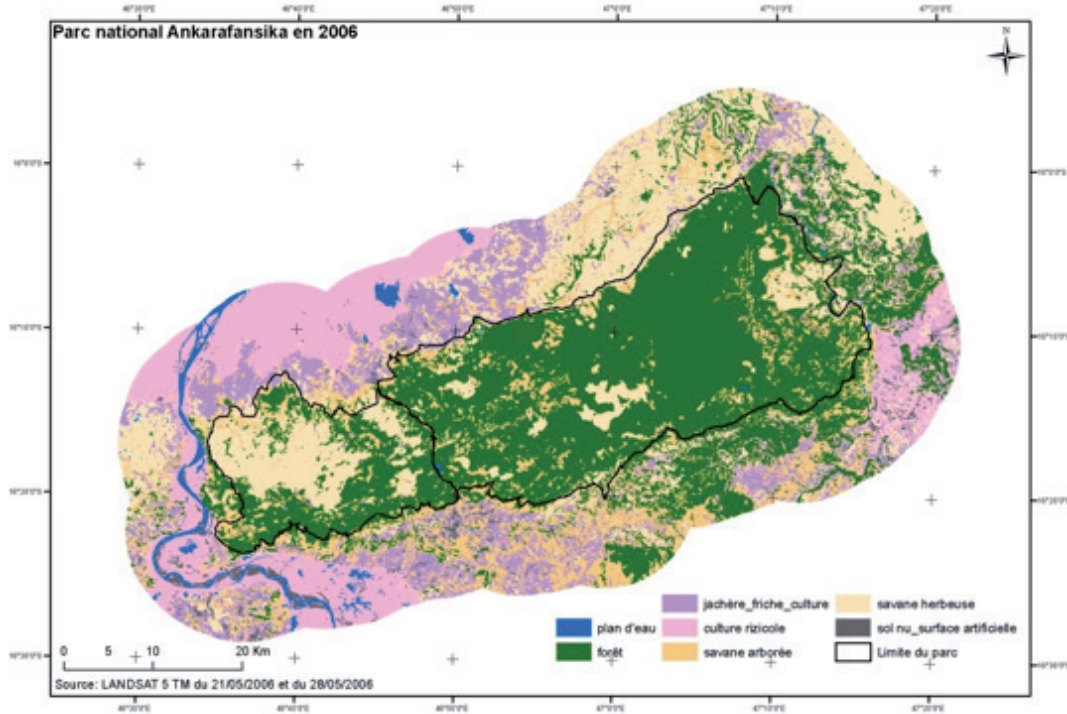 Parc national Ankarafansika en 2006
N
jachère_friche_culture
savane herbeuse
plan d'eau
culture rizicole
sol nu_surface artificielle
forêt
savane arborée
Limite du parc
0 5 10 20 Km
Source: LANDSAT 5 TM du 21/05/2006 et du 28/05/2006